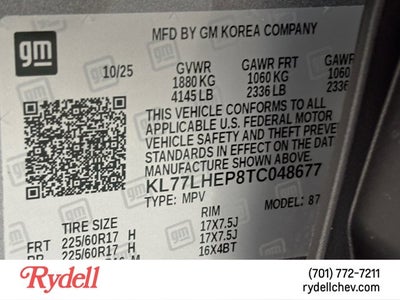 gm
MFD BY GM KOREA COMPANY
10/25 GVWR GAWR FRT GAWR
1880 KG 1060 KG 1060
4145 LB 2336 LB 2336
THIS VEHICLE CONFORMS TO ALL
APPLICABLE U.S. FEDERAL MOTOR
VEHICLE SAFETY AND THEFT
STANDARDS IN EFFECT ON THE DAT
MANUFACTURE SHOWN ABOVE.
KL77LHEP8TC048677
TYPE: MPV MODEL: 87
TIRE SIZE RIM
FRT 225/60R17 H 17X7.5J
RR 225/60R17 H 17X7.5J
16X4BT
Rydell
(701) 772-7211
rydellchev.com